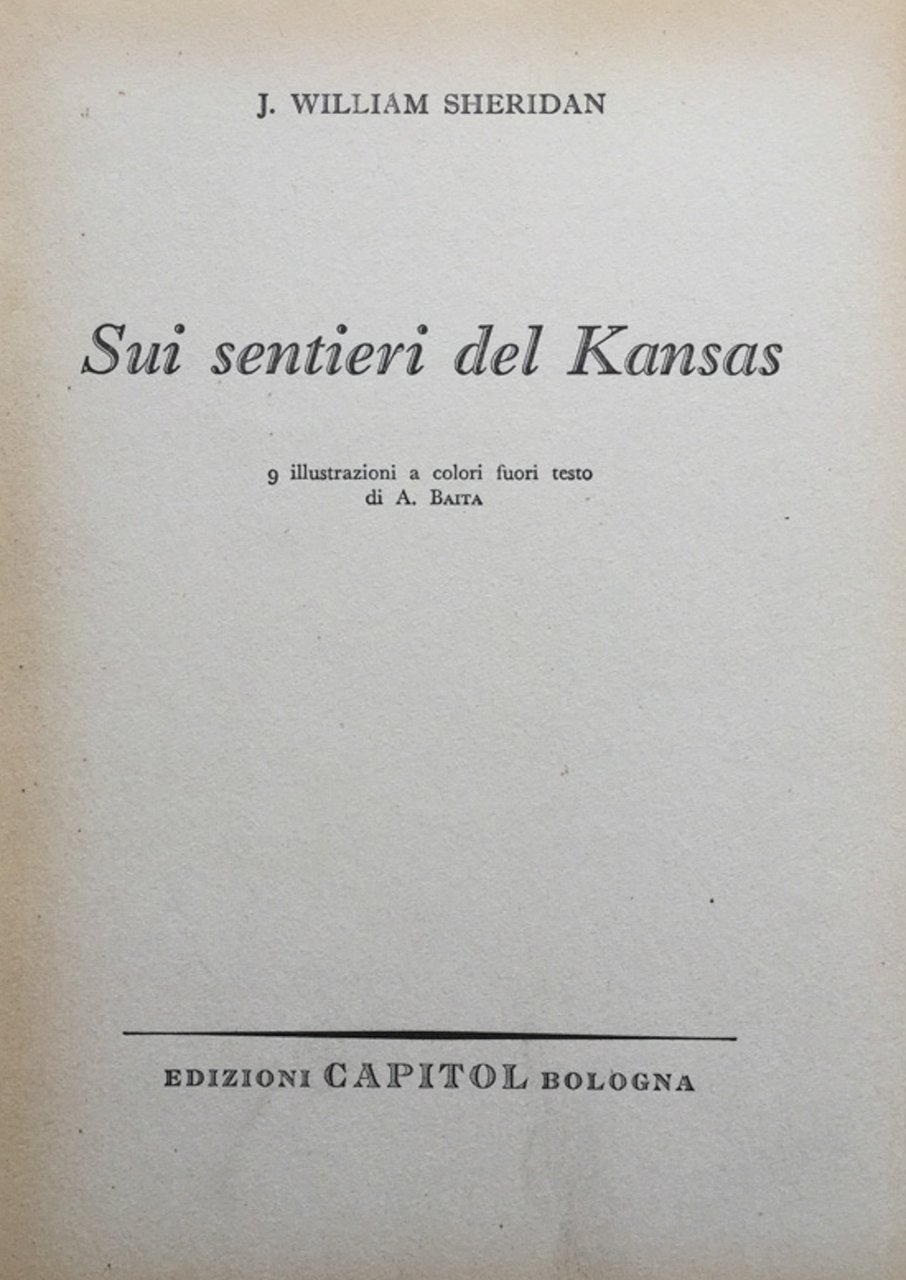 J. WILLIAM SHERIDAN
Sui sentieri del Kansas
9 illustrazioni a colori fuori testo
di A. BAITA
EDIZIONI CAPITOL BOLOGNA